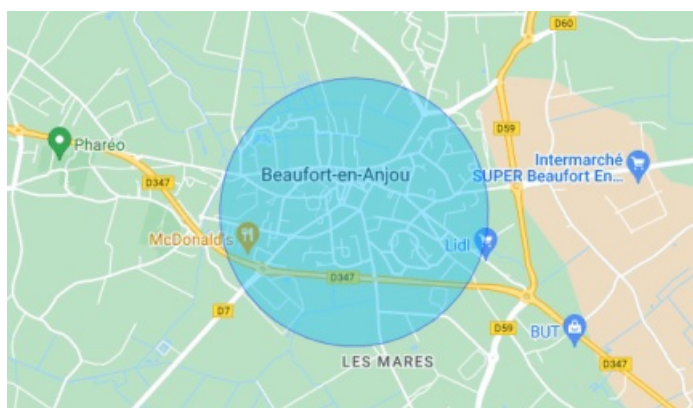 D60
D59
Pharéo
Intermarché
SUPER Beaufort En...
Beaufort-en-Anjou
D347
McDonald's
Lidl
D347
D7
D59
BUT
LES MARES
D347